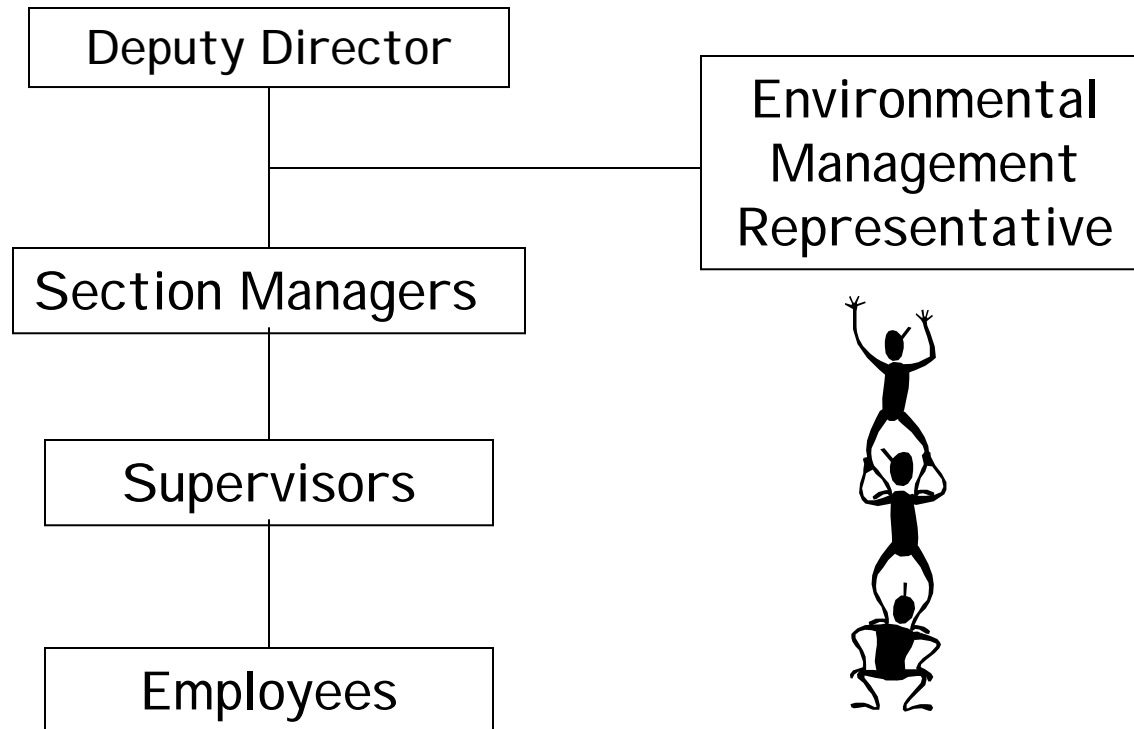 Deputy Director
Environmental
Management
Representative
Section Managers
Supervisors
Employees